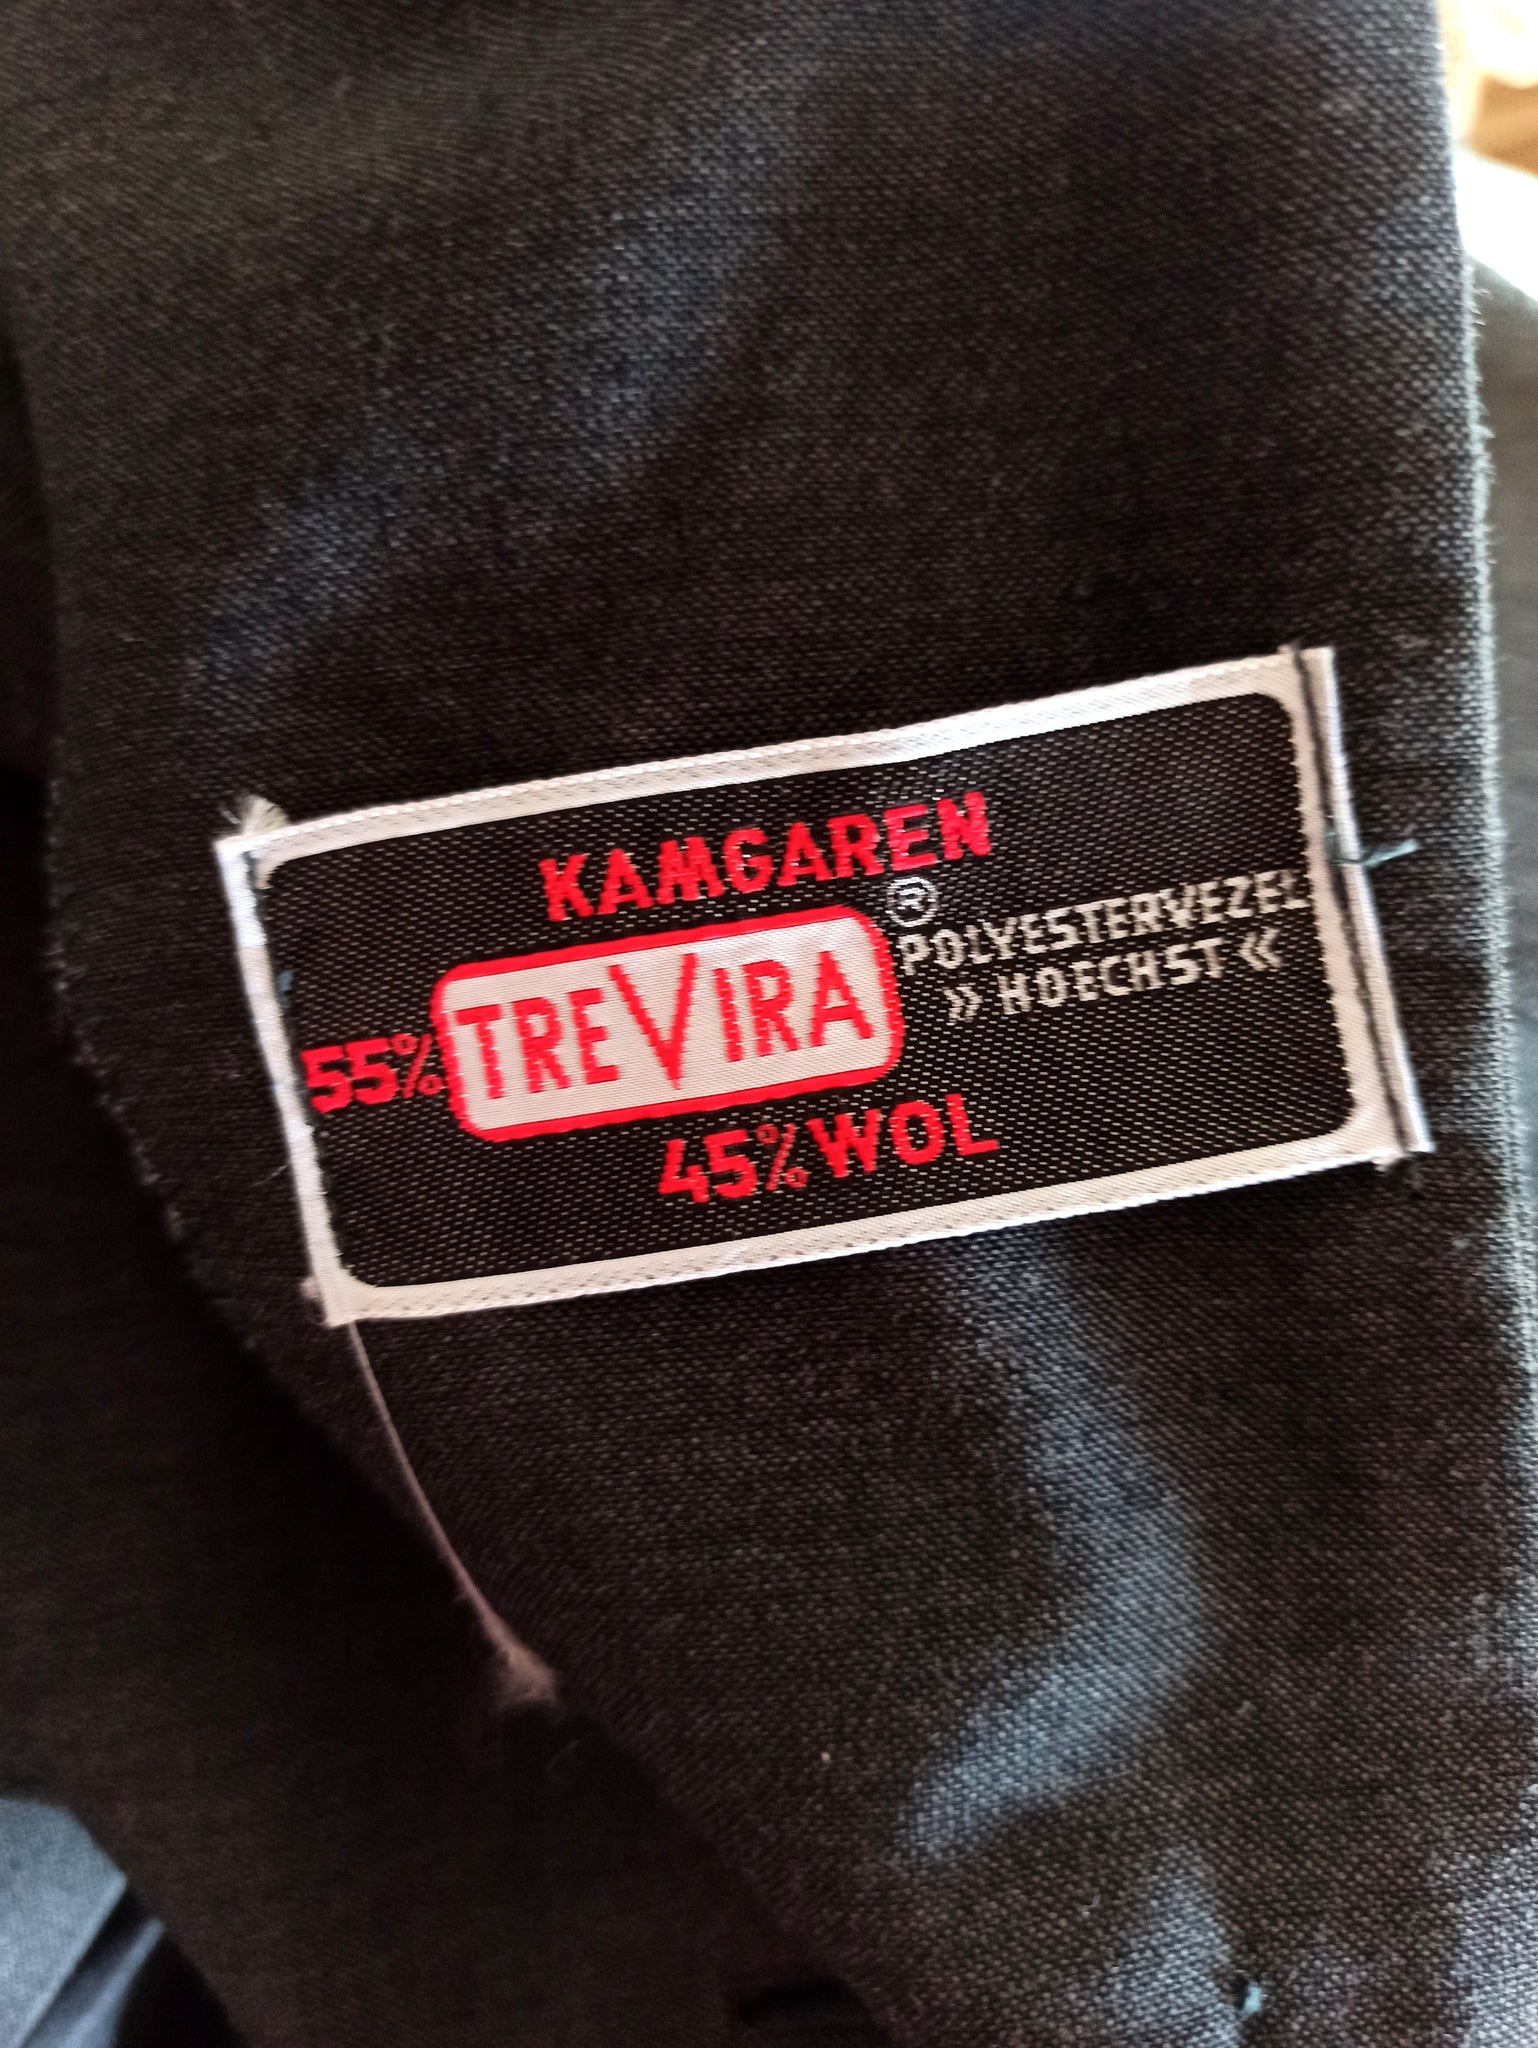 KAMGAREN
55% TREVIRA ®
POLYESTERVEZEL
» HOECHST «
45% WOL